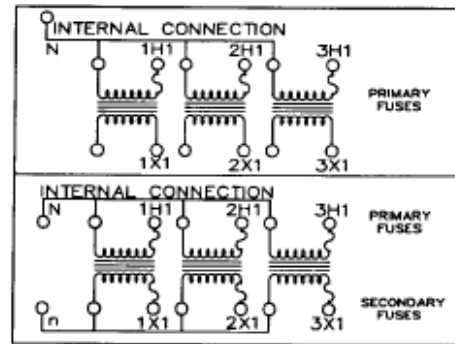 INTERNAL CONNECTION
N 1H1 2H1 3H1
PRIMARY
FUSES
1X1 2X1 3X1
INTERNAL CONNECTION
N 1H1 2H1 3H1
PRIMARY
FUSES
n 1X1 2X1 3X1
SECONDARY
FUSES